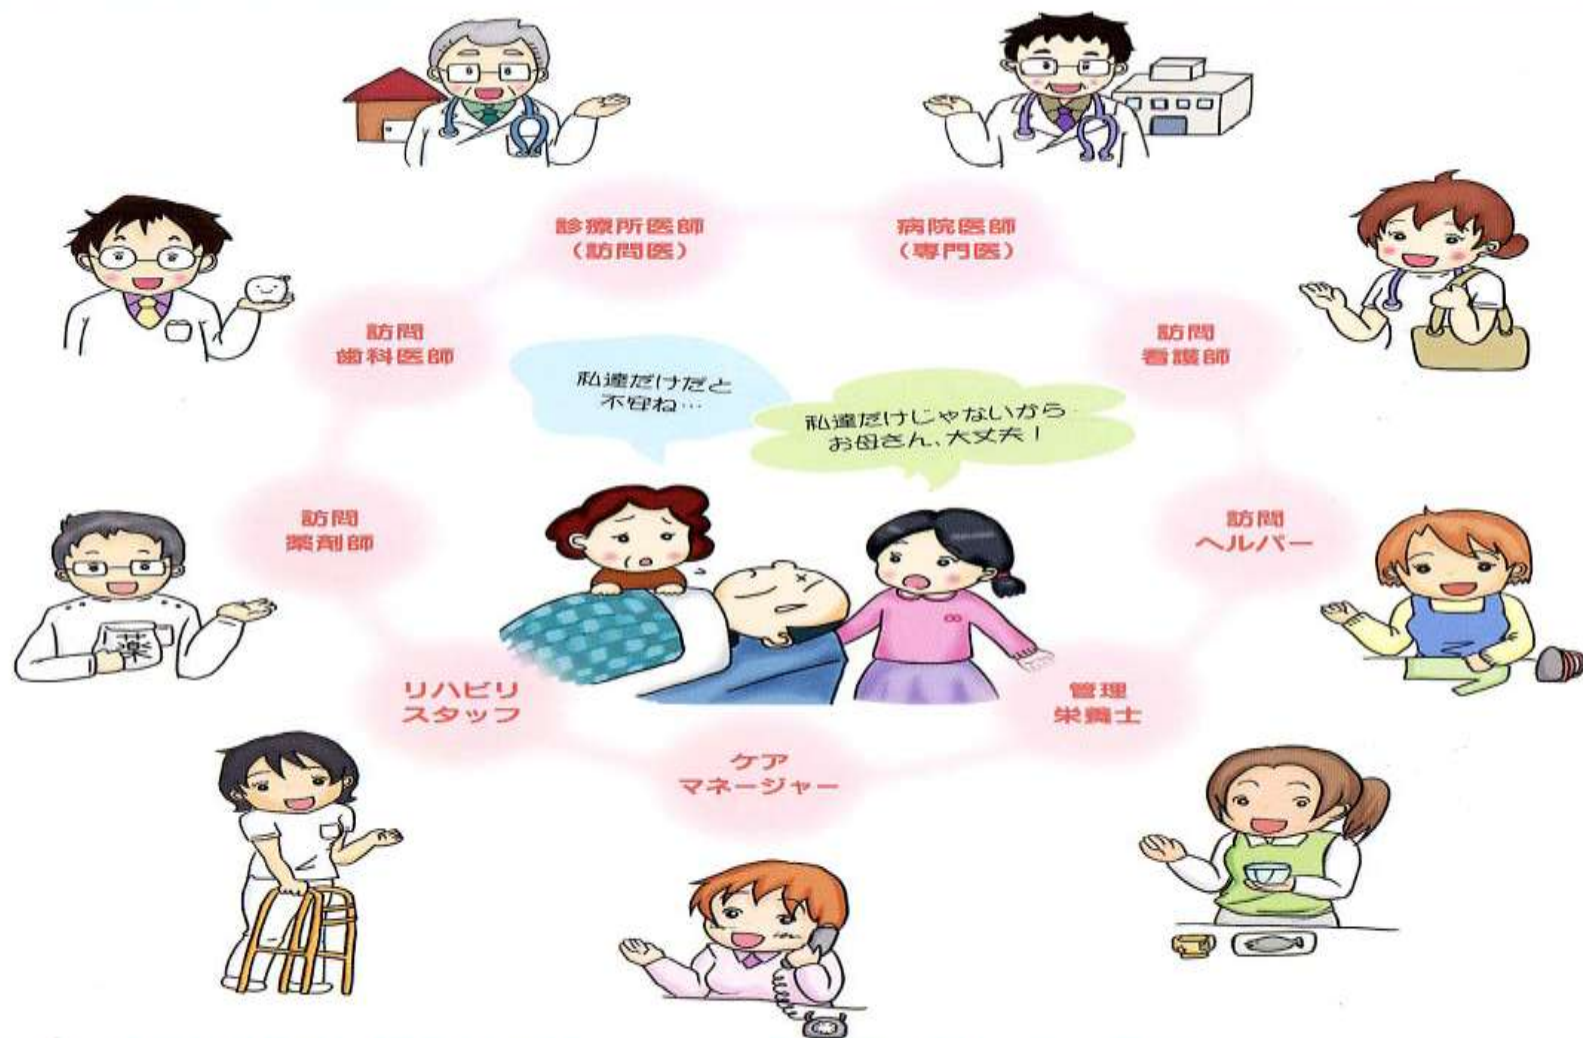 診療所医師
(訪問医)
病院医師
(専門医)
訪問
歯科医師
訪問
看護師
私達だけだと
不安ね…
私達だけじゃないから
お母さん、大丈夫!
訪問
薬剤師
訪問
ヘルパー
薬
リハビリ
スタッフ
管理
栄養士
ケア
マネージャー